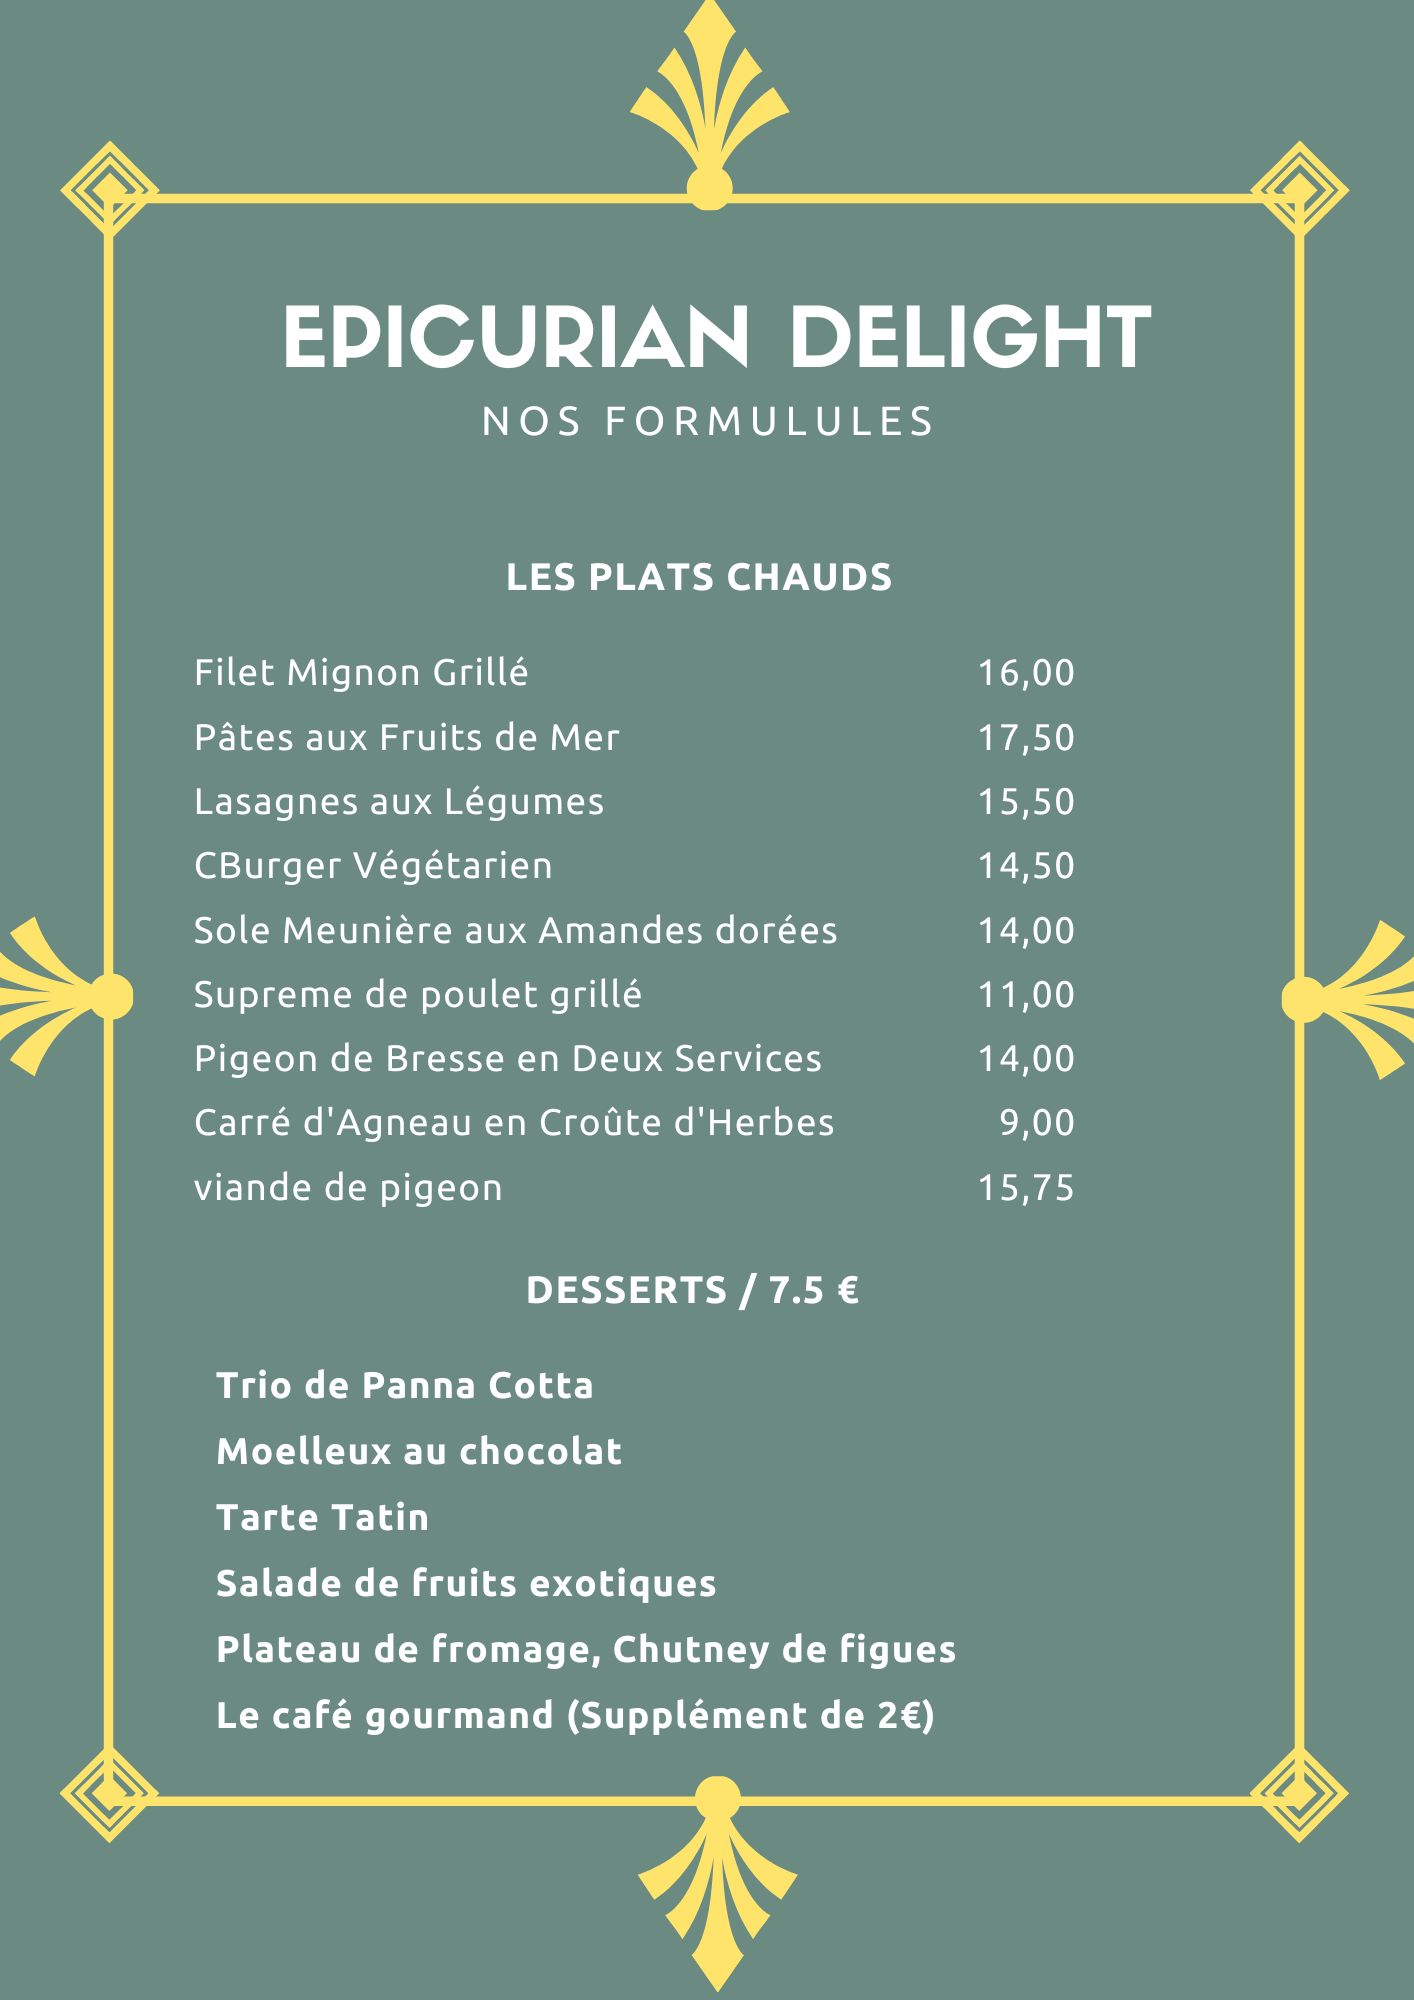 EPICURIAN DELIGHT
NOS FORMULULES
LES PLATS CHAUDS
Filet Mignon Grillé 16,00
Pâtes aux Fruits de Mer 17,50
Lasagnes aux Légumes 15,50
CBurger Végétarien 14,50
Sole Meunière aux Amandes dorées 14,00
Supreme de poulet grillé 11,00
Pigeon de Bresse en Deux Services 14,00
Carré d'Agneau en Croûte d'Herbes 9,00
viande de pigeon 15,75
DESSERTS / 7.5 €
Trio de Panna Cotta
Moelleux au chocolat
Tarte Tatin
Salade de fruits exotiques
Plateau de fromage, Chutney de figues
Le café gourmand (Supplément de 2€)